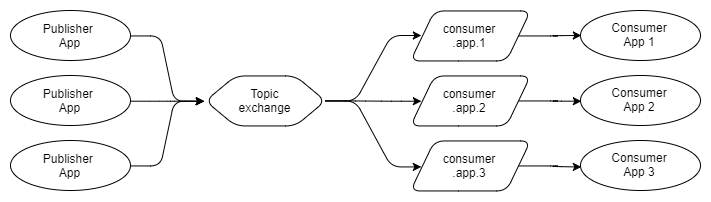 Publisher
App
Publisher
App
Publisher
App
Topic
exchange
consumer
.app.1
consumer
.app.2
consumer
.app.3
Consumer
App 1
Consumer
App 2
Consumer
App 3